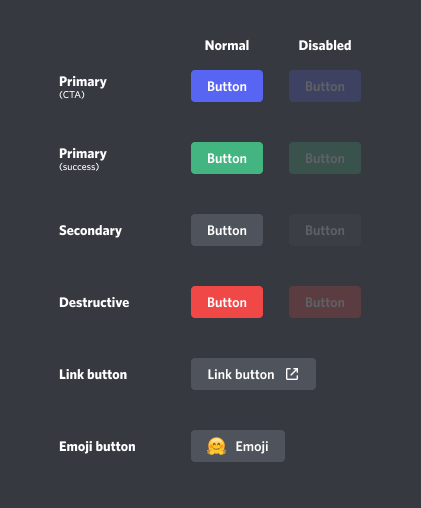 Normal Disabled
Primary Button Button
(CTA)
Primary Button Button
(success)
Secondary Button Button
Destructive Button Button
Link button Link button
Emoji button 🤗 Emoji